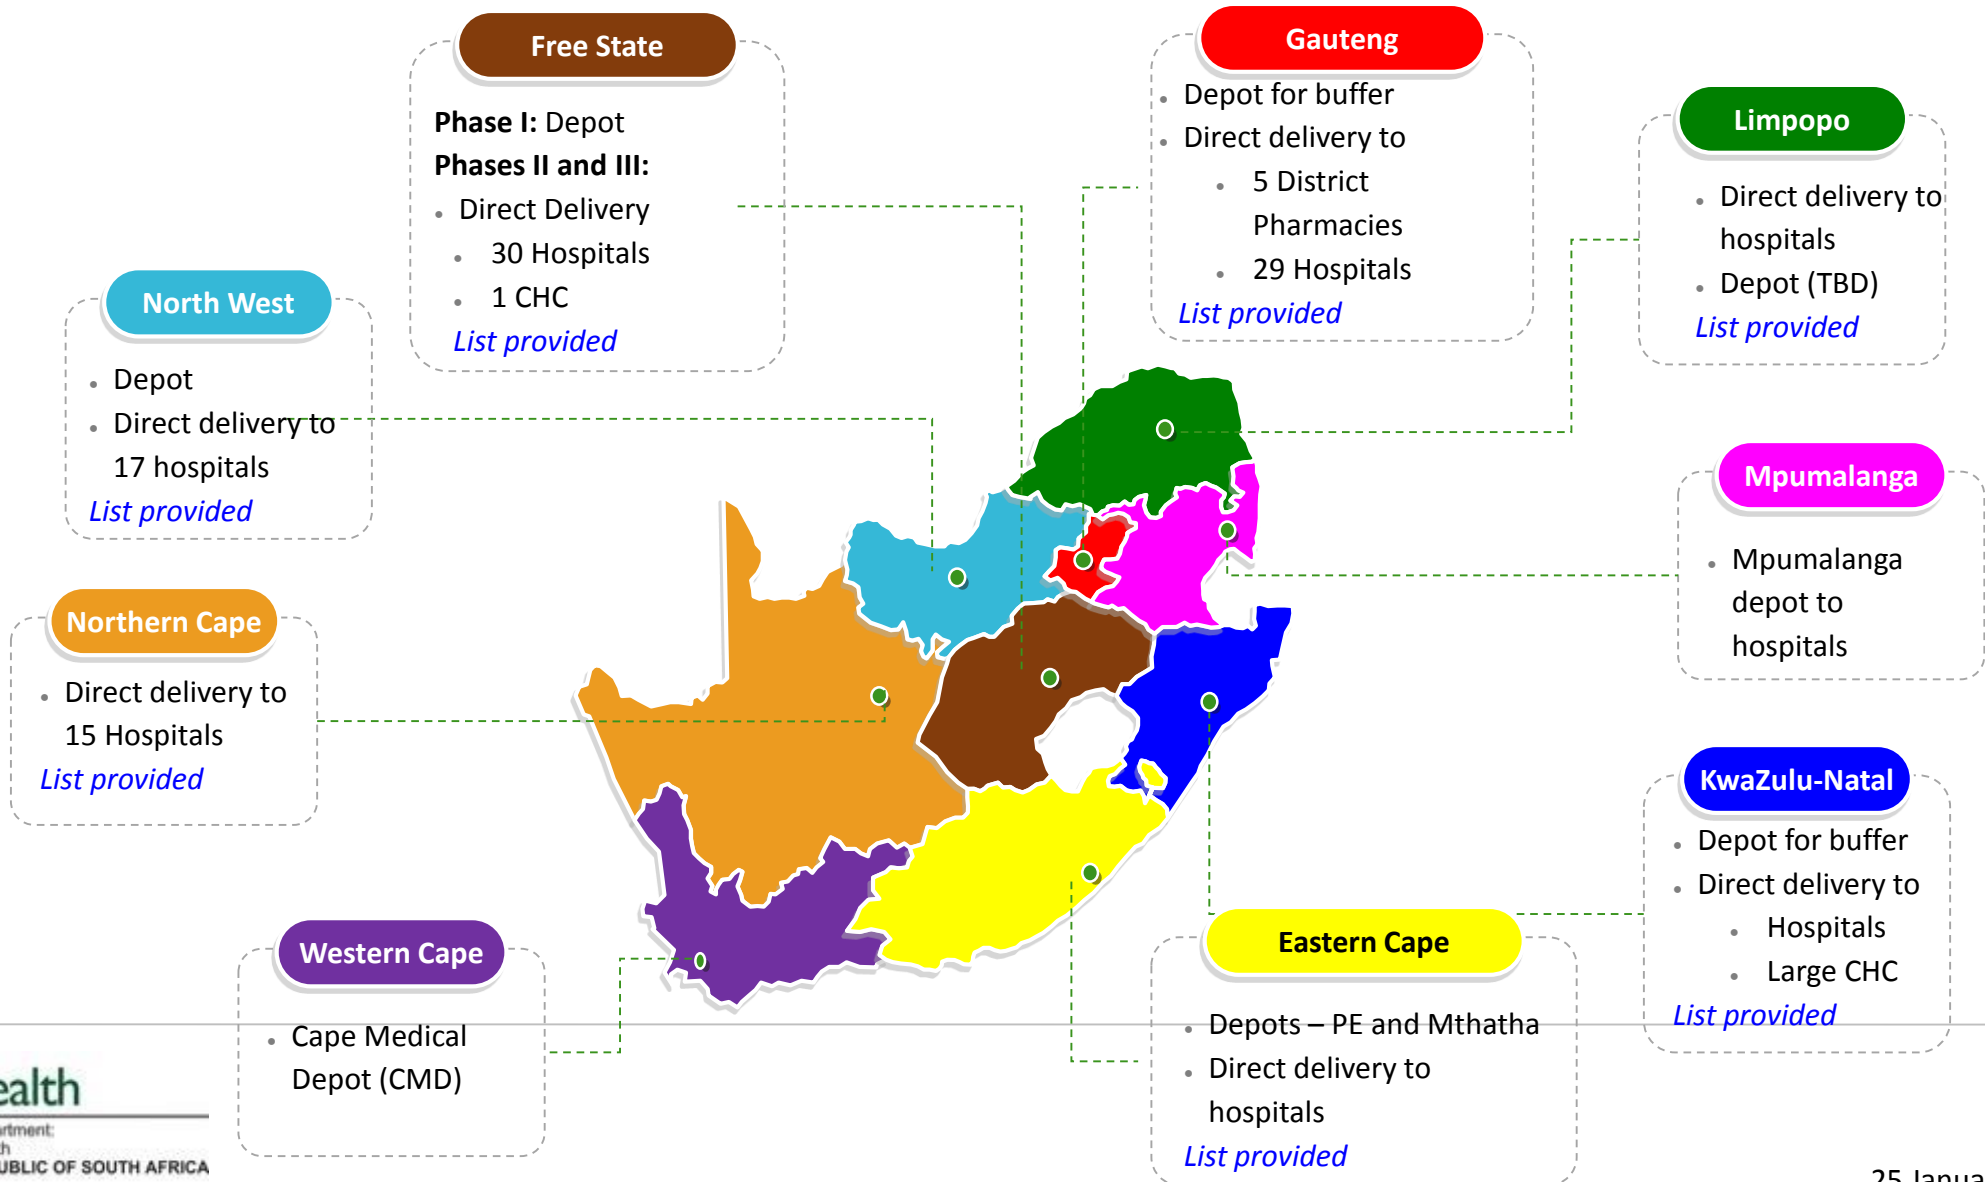 Free State
Phase I: Depot
Phases II and III:
Direct Delivery
30 Hospitals
1 CHC
List provided
Gauteng
Depot for buffer
Direct delivery to
5 District
Pharmacies
29 Hospitals
List provided
Limpopo
Direct delivery to
hospitals
Depot (TBD)
List provided
North West
Depot
Direct delivery to
17 hospitals
List provided
Mpumalanga
Mpumalanga
depot to
hospitals
Northern Cape
Direct delivery to
15 Hospitals
List provided
KwaZulu-Natal
Depot for buffer
Direct delivery to
Hospitals
Large CHC
List provided
Western Cape
Cape Medical
Depot (CMD)
Eastern Cape
Depots – PE and Mthatha
Direct delivery to
hospitals
List provided
ealth
artment:
th
UBLIC OF SOUTH AFRICA
25 Janua